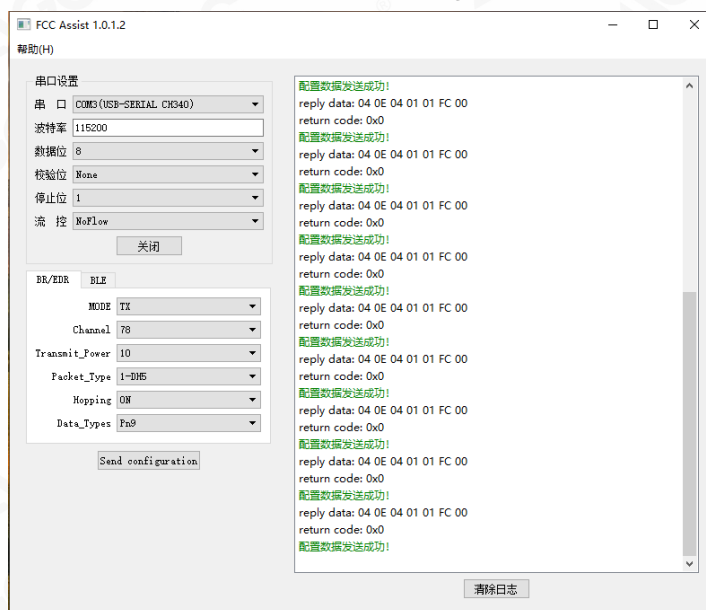 FCC Assist 1.0.1.2
帮助(H)
串口设置
串 口 COM3(USB-SERIAL CH340)
波特率 115200
数据位 8
校验位 None
停止位 1
流 控 NoFlow
关闭
BR/EDR BLE
MODE TX
Channel 78
Transmit_Power 10
Packet_Type 1-DH5
Hopping ON
Data_Types Pn9
Send configuration
配置数据发送成功!
reply data: 04 0E 04 01 01 FC 00
return code: 0x0
配置数据发送成功!
reply data: 04 0E 04 01 01 FC 00
return code: 0x0
配置数据发送成功!
reply data: 04 0E 04 01 01 FC 00
return code: 0x0
配置数据发送成功!
reply data: 04 0E 04 01 01 FC 00
return code: 0x0
配置数据发送成功!
reply data: 04 0E 04 01 01 FC 00
return code: 0x0
配置数据发送成功!
reply data: 04 0E 04 01 01 FC 00
return code: 0x0
配置数据发送成功!
reply data: 04 0E 04 01 01 FC 00
return code: 0x0
配置数据发送成功!
reply data: 04 0E 04 01 01 FC 00
return code: 0x0
配置数据发送成功!
reply data: 04 0E 04 01 01 FC 00
return code: 0x0
配置数据发送成功!
清除日志